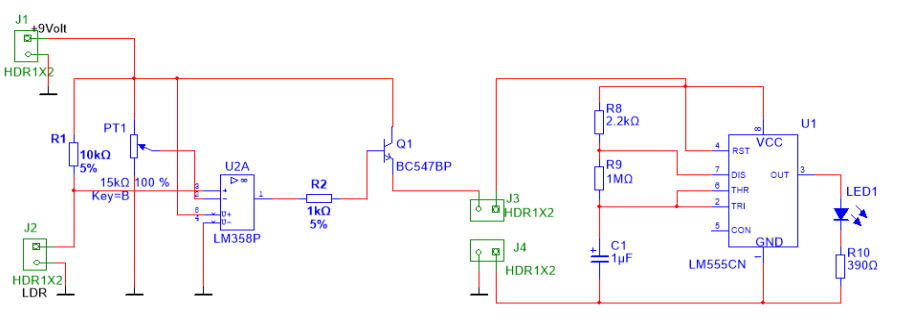 J1
+9Volt
HDR1X2
R1
10kΩ
5%
PT1
15kΩ 100 %
Key=B
J2
HDR1X2
LDR
U2A
▷ ∞
3
+
2
-
8
U+
4
U-
1
LM358P
R2
1kΩ
5%
Q1
BC547BP
J3
HDR1X2
J4
HDR1X2
R8
2.2kΩ
R9
1MΩ
+
C1
1µF
U1
8
VCC
4
RST
7
DIS
OUT
3
6
THR
2
TRI
5
CON
GND
1
LM555CN
LED1
R10
390Ω